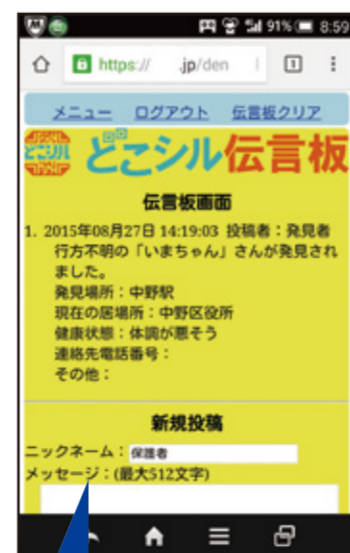 91% 8:59
https:// .jp/den 1
メニュー ログアウト 伝言板クリア
どこシル どこシル伝言板
伝言板画面
1. 2015年08月27日 14:19:03 投稿者：発見者
行方不明の「いまちゃん」さんが発見され
ました。
発見場所：中野駅
現在の居場所：中野区役所
健康状態：体調が悪そう
連絡先電話番号：
その他：
新規投稿
ニックネーム：保護者
メッセージ：(最大512文字)